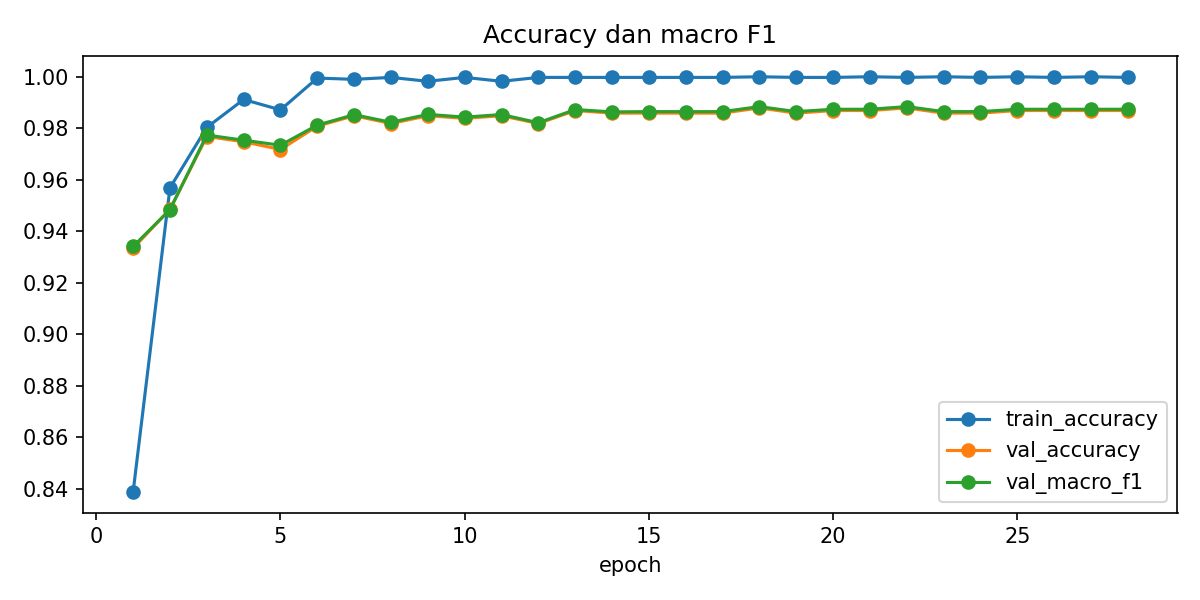 Accuracy dan macro F1
1.00
0.98
0.96
0.94
0.92
0.90
0.88
0.86
0.84
train_accuracy
val_accuracy
val_macro_f1
0 5 10 15 20 25
epoch